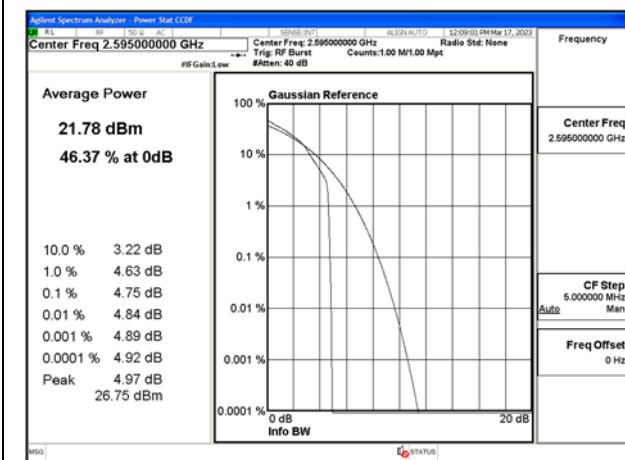 Agilent Spectrum Analyzer - Power Stat CCDF
RL RF 50 Ω AC SENSE:INT ALIGN AUTO 12:09:01 PM Mar 17, 2023
Center Freq 2.595000000 GHz
Center Freq: 2.595000000 GHz Radio Std: None
Trig: RF Burst Counts:1.00 M/1.00 Mpt
#IFGain:Low #Atten: 40 dB
Frequency
Average Power
21.78 dBm
46.37 % at 0dB
10.0 % 3.22 dB
1.0 % 4.63 dB
0.1 % 4.75 dB
0.01 % 4.84 dB
0.001 % 4.89 dB
0.0001 % 4.92 dB
Peak 4.97 dB
26.75 dBm
Gaussian Reference
100 %
10 %
1 %
0.1 %
0.01 %
0.001 %
0.0001 %
0 dB 20 dB
Info BW
Center Freq
2.595000000 GHz
CF Step
5.000000 MHz
Auto Man
Freq Offset
0 Hz
MSG STATUS